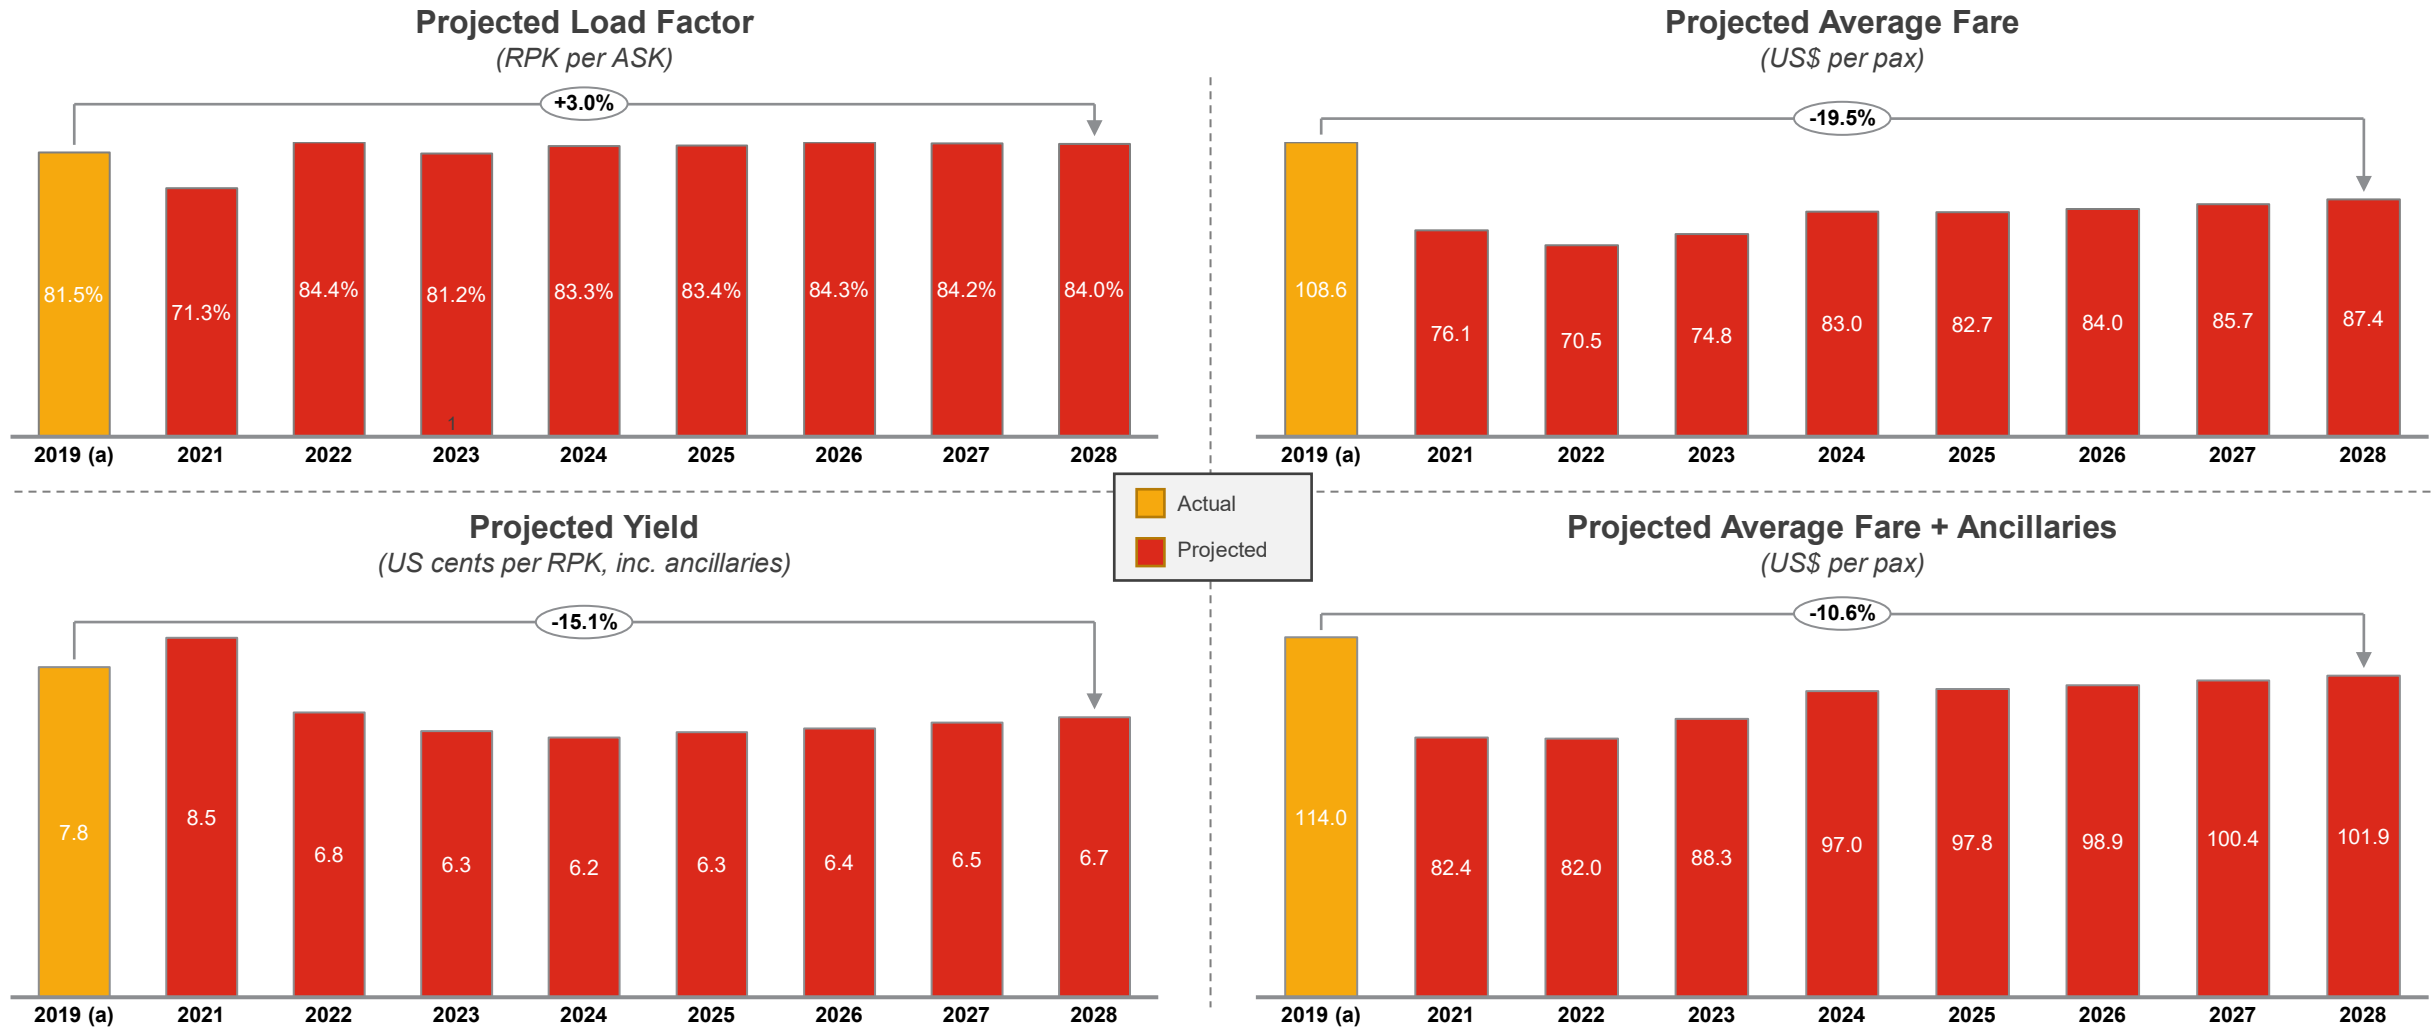 Projected Load Factor
(RPK per ASK)
+3.0%
81.5%
71.3%
84.4%
81.2%
83.3%
83.4%
84.3%
84.2%
84.0%
1
2019 (a) 2021 2022 2023 2024 2025 2026 2027 2028
Projected Average Fare
(US$ per pax)
-19.5%
108.6
76.1
70.5
74.8
83.0
82.7
84.0
85.7
87.4
2019 (a) 2021 2022 2023 2024 2025 2026 2027 2028
Actual
Projected
Projected Yield
(US cents per RPK, inc. ancillaries)
-15.1%
7.8
8.5
6.8
6.3
6.2
6.3
6.4
6.5
6.7
2019 (a) 2021 2022 2023 2024 2025 2026 2027 2028
Projected Average Fare + Ancillaries
(US$ per pax)
-10.6%
114.0
82.4
82.0
88.3
97.0
97.8
98.9
100.4
101.9
2019 (a) 2021 2022 2023 2024 2025 2026 2027 2028